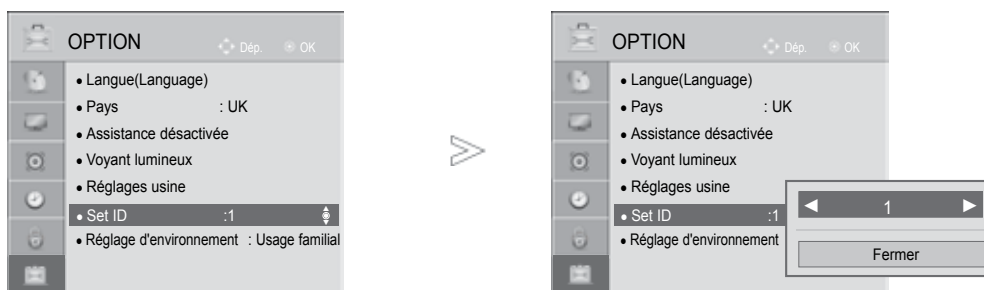 OPTION Dép. OK
• Langue(Language)
• Pays : UK
• Assistance désactivée
• Voyant lumineux
• Réglages usine
• Set ID :1
• Réglage d'environnement : Usage familial
OPTION Dép. OK
• Langue(Language)
• Pays : UK
• Assistance désactivée
• Voyant lumineux
• Réglages usine
• Set ID :1
• Réglage d'environnement
◄ 1 ►
Fermer